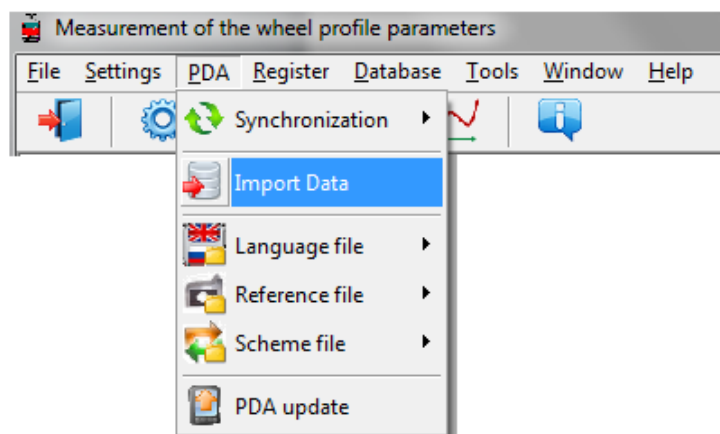 Measurement of the wheel profile parameters
File Settings PDA Register Database Tools Window Help
Synchronization
Import Data
Language file
Reference file
Scheme file
PDA update